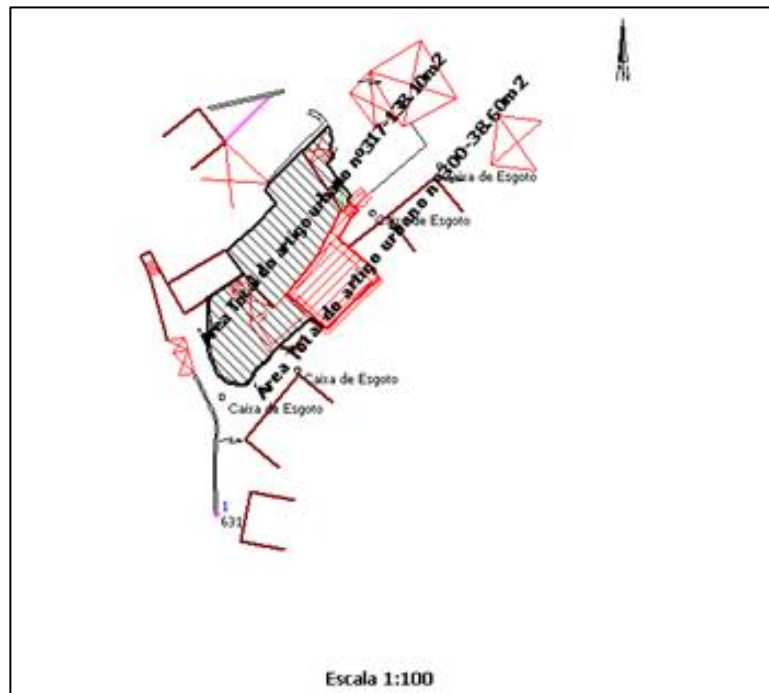 Área Total do artigo urbano nº317-138.10m2
Área Total do artigo urbano nº300-38.60m2
Caixa de Esgoto
Caixa de Esgoto
Caixa de Esgoto
Caixa de Esgoto
1
631
Escala 1:100